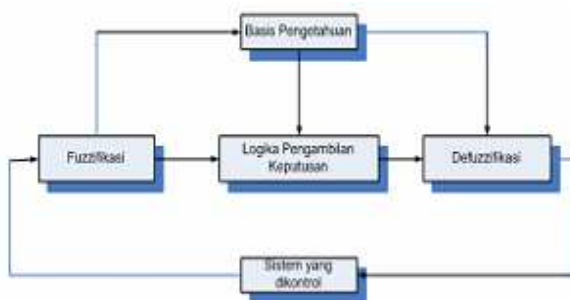 Basis Pengetahuan
Fuzzifikasi
Logika Pengambilan
Keputusan
Defuzzifikasi
Sistem yang
dikontrol